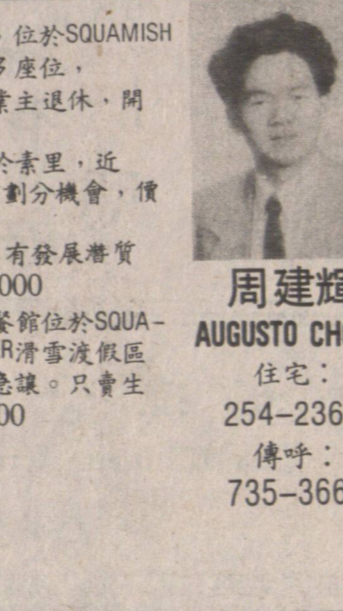 位於SQUAMISH
多座位，
業主退休，開
於素里，近
劃分機會，價
有發展潛質
000
餐館位於SQUA-
R滑雪渡假區
急讓。只賣生
00
周建輝
AUGUSTO CH
住宅：
254-236
傳呼：
735-366